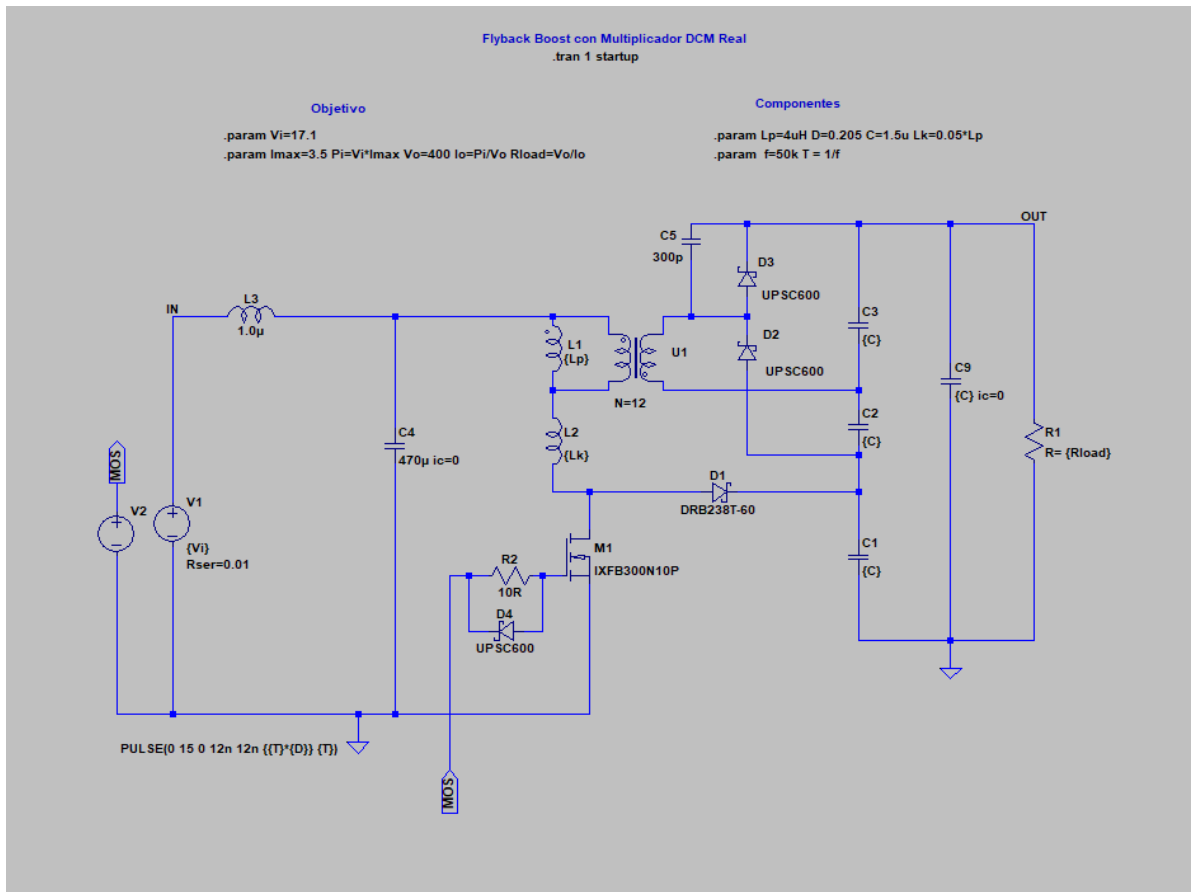 Flyback Boost con Multiplicador DCM Real
.tran 1 startup
Objetivo
Componentes
.param Vi=17.1
.param Lp=4uH D=0.205 C=1.5u Lk=0.05*Lp
.param Imax=3.5 Pi=Vi*Imax Vo=400 Io=Pi/Vo Rload=Vo/Io
.param f=50k T = 1/f
OUT
C5
300p
D3
UPSC600
IN
L3
1.0µ
C3
{C}
L1
{Lp}
U1
D2
UPSC600
C9
{C} ic=0
N=12
C2
{C}
L2
{Lk}
C4
470µ ic=0
R1
R= {Rload}
MOS
D1
DRB238T-60
V2
V1
{Vi}
Rser=0.01
C1
{C}
M1
IXFB300N10P
R2
10R
D4
UPSC600
PULSE(0 15 0 12n 12n {{T}*{D}} {T})
MOS